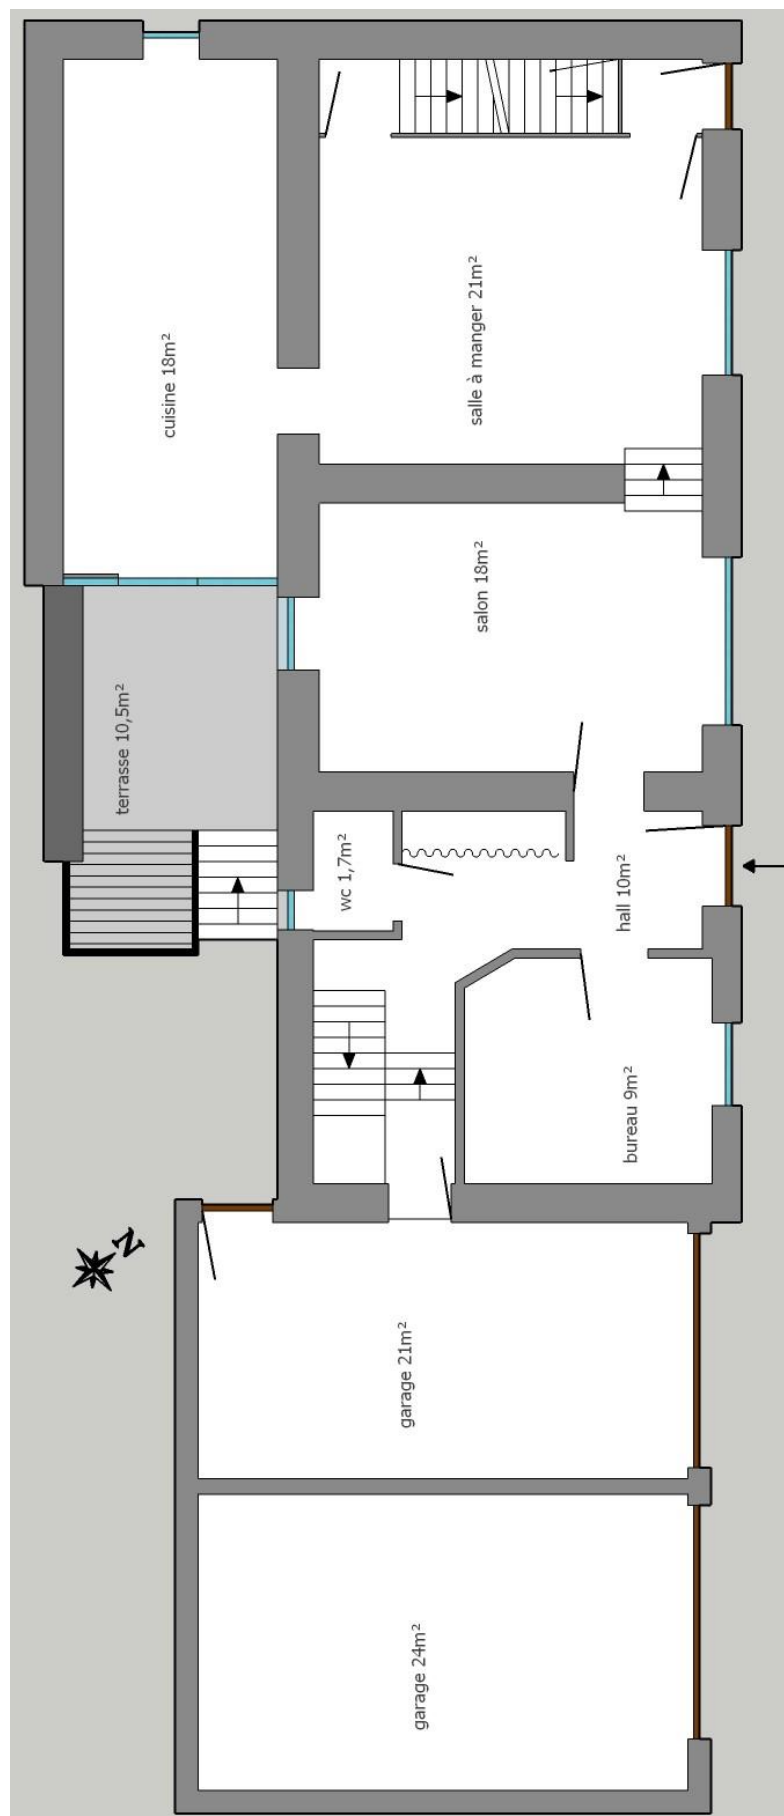 cuisine 18m²
salle à manger 21m²
salon 18m²
terrasse 10,5m²
wc 1,7m²
hall 10m²
bureau 9m²
N
garage 21m²
garage 24m²